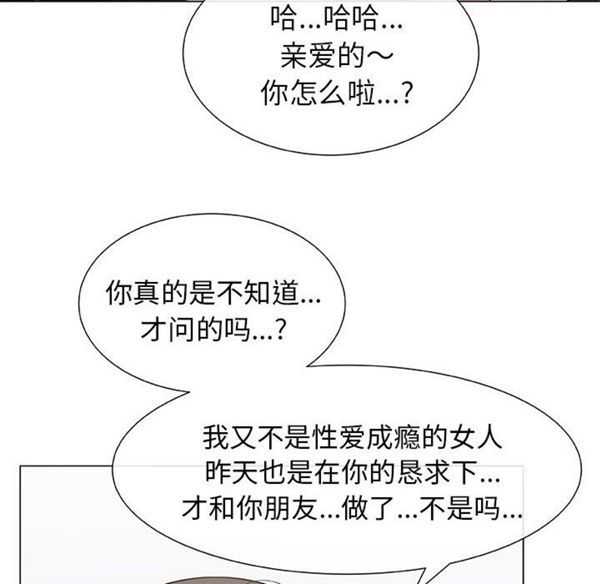 哈...哈哈...
亲爱的～
你怎么啦...?
你真的是不知道...
才问的吗...?
我又不是性爱成瘾的女人
昨天也是在你的恳求下...
才和你朋友...做了...不是吗...